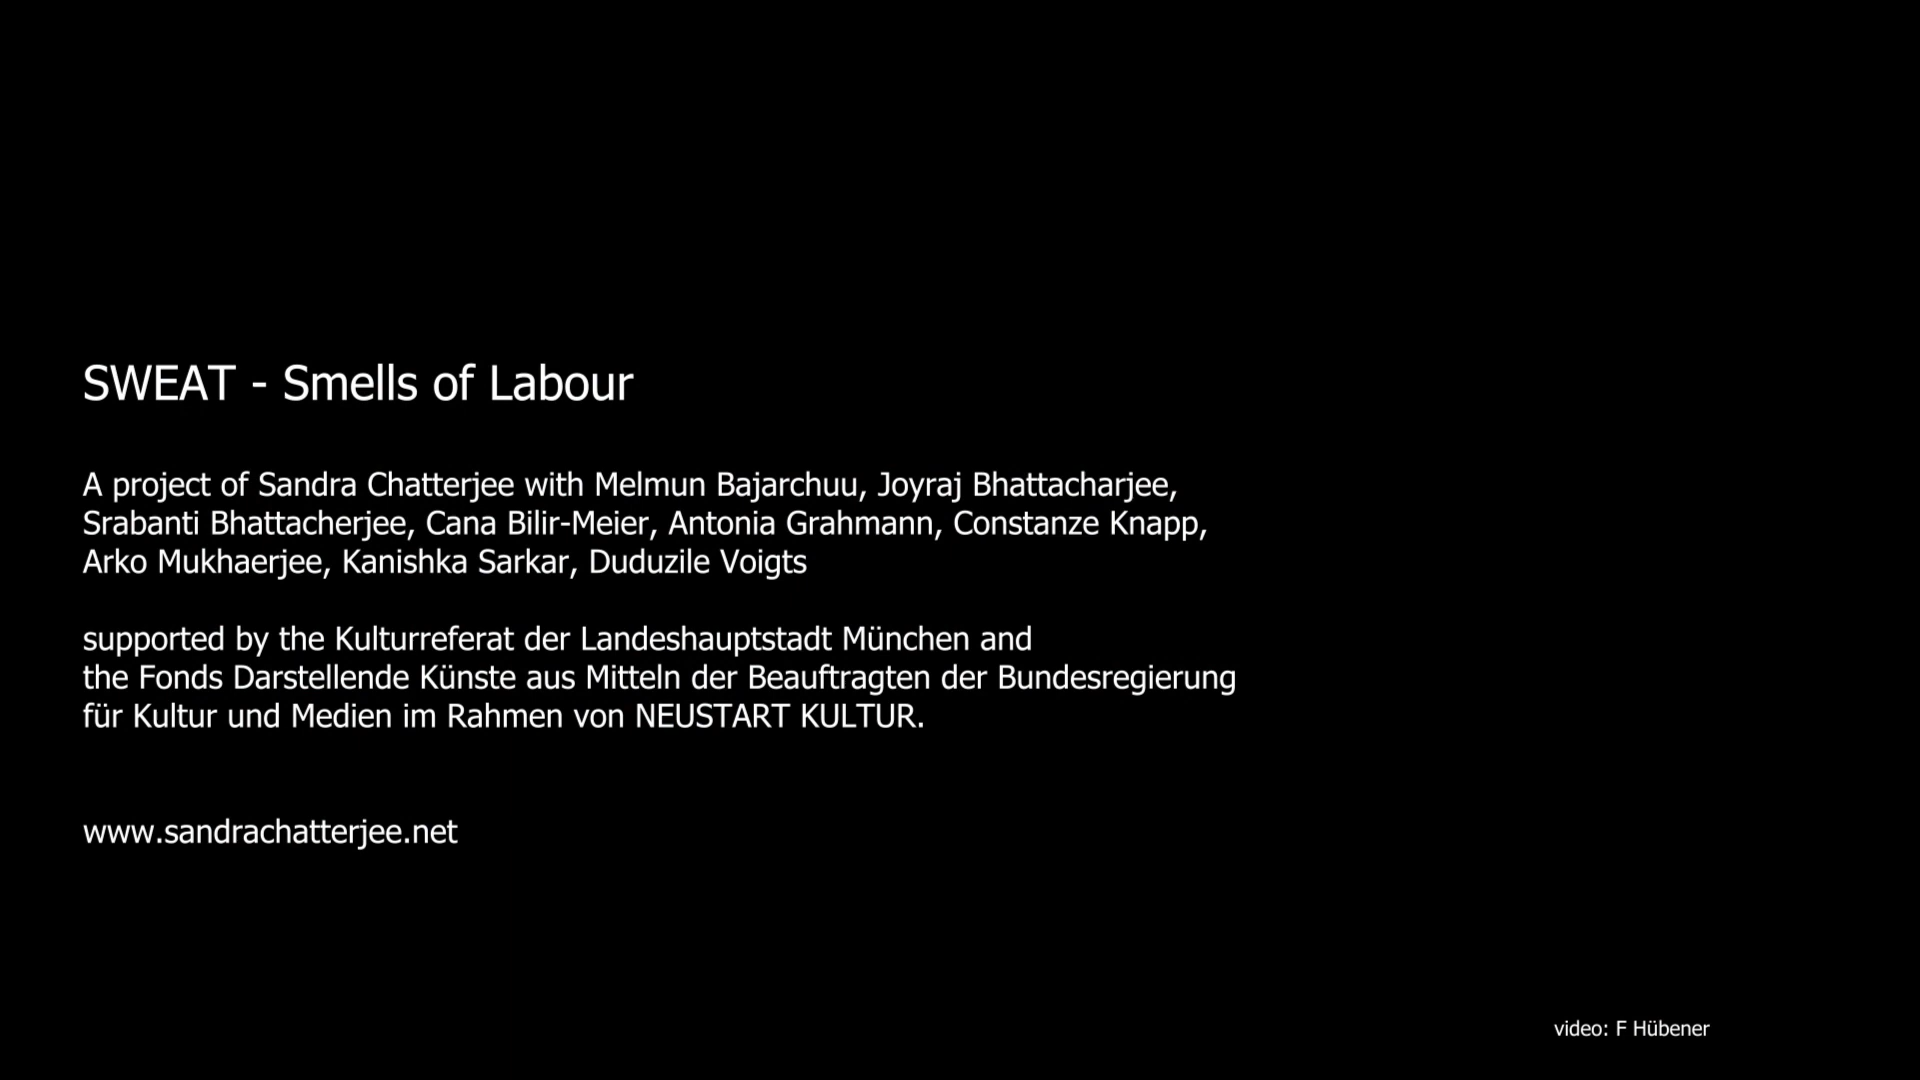 SWEAT - Smells of Labour
A project of Sandra Chatterjee with Melmun Bajarchuu, Joyraj Bhattacharjee,
Srabanti Bhattacherjee, Cana Bilir-Meier, Antonia Grahmann, Constanze Knapp,
Arko Mukhaerjee, Kanishka Sarkar, Duduzile Voigts
supported by the Kulturreferat der Landeshauptstadt München and
the Fonds Darstellende Künste aus Mitteln der Beauftragten der Bundesregierung
für Kultur und Medien im Rahmen von NEUSTART KULTUR.
www.sandrachatterjee.net
video: F Hübener